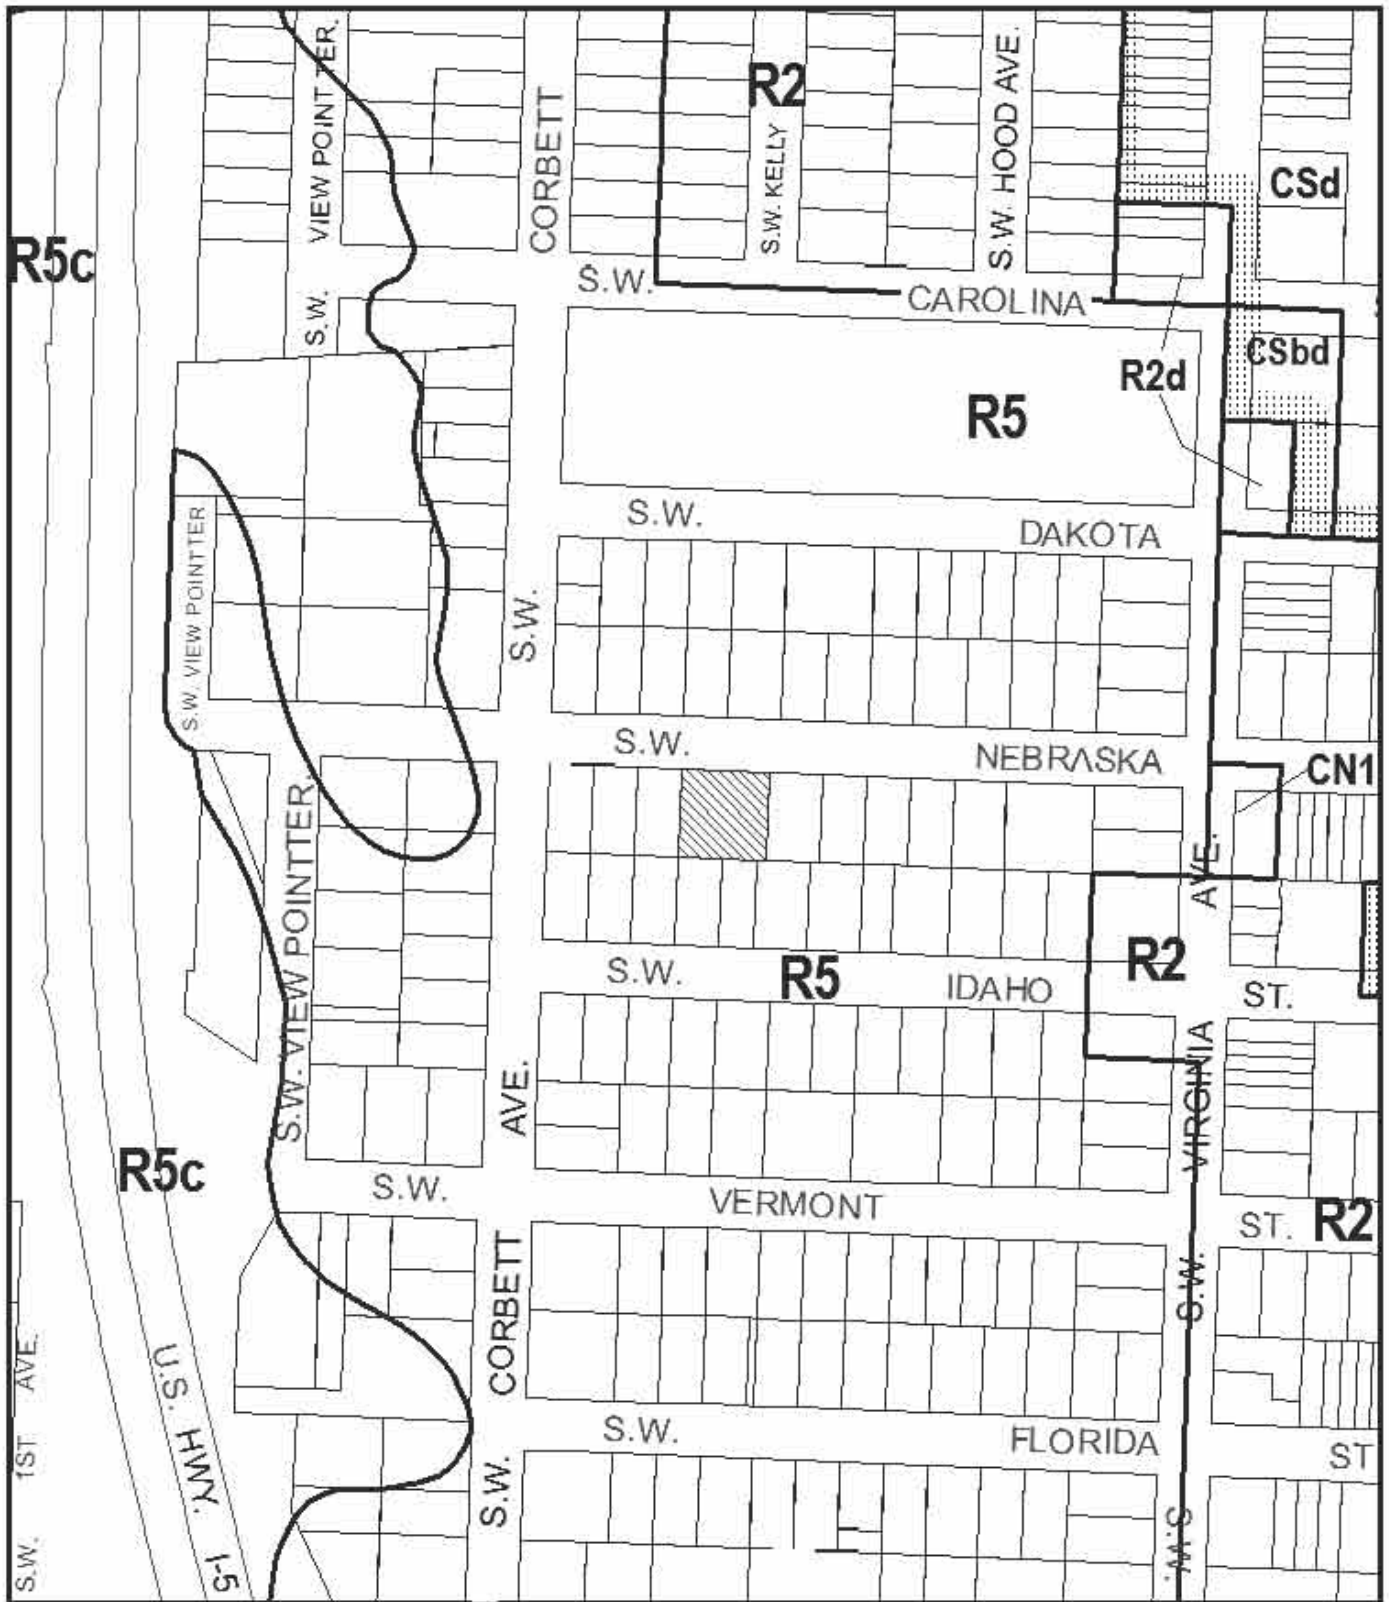 VIEW POINT TER.
S.W.
CORBETT
R2
S.W. KELLY
S.W. HOOD AVE.
CSd
R5c
S.W. CAROLINA
R2d
CSbd
R5
S.W. DAKOTA
S.W. VIEW POINTTER
S.W.
S.W. NEBRASKA
CN1
S.W. VIEW POINTTER.
AVE.
R2
S.W. R5 IDAHO ST.
AVE.
VIRGINIA
R5c
S.W. VERMONT ST. R2
CORBETT
S.W.
S.W. 1ST AVE.
U.S. HWY. I-5
S.W. FLORIDA ST
S.W.
S.W.